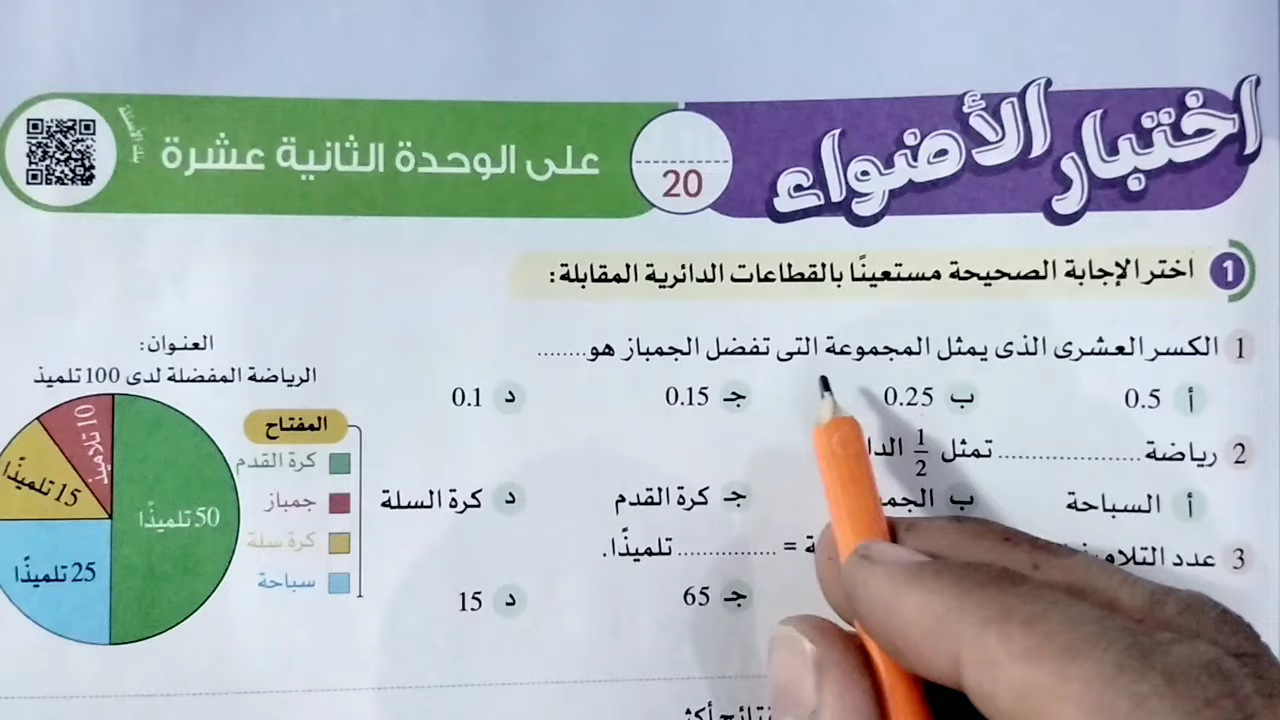 اختبار الأضواء
20
على الوحدة الثانية عشرة
بنك الأسئلة
1 اختر الإجابة الصحيحة مستعينًا بالقطاعات الدائرية المقابلة:
1 الكسر العشرى الذى يمثل المجموعة التى تفضل الجمباز هو ........
أ 0.5 ب 0.25 جـ 0.15 د 0.1
2 رياضة ..................... تمثل 1/2
أ السباحة ب جـ كرة القدم د كرة السلة
3 عدد = ............... تلميذًا.
جـ 65 د 15
العنوان:
الرياضة المفضلة لدى 100 تلميذ
المفتاح
كرة القدم
جمباز
كرة سلة
سباحة
10 تلاميذ
15 تلميذًا
50 تلميذًا
25 تلميذًا
أكثر